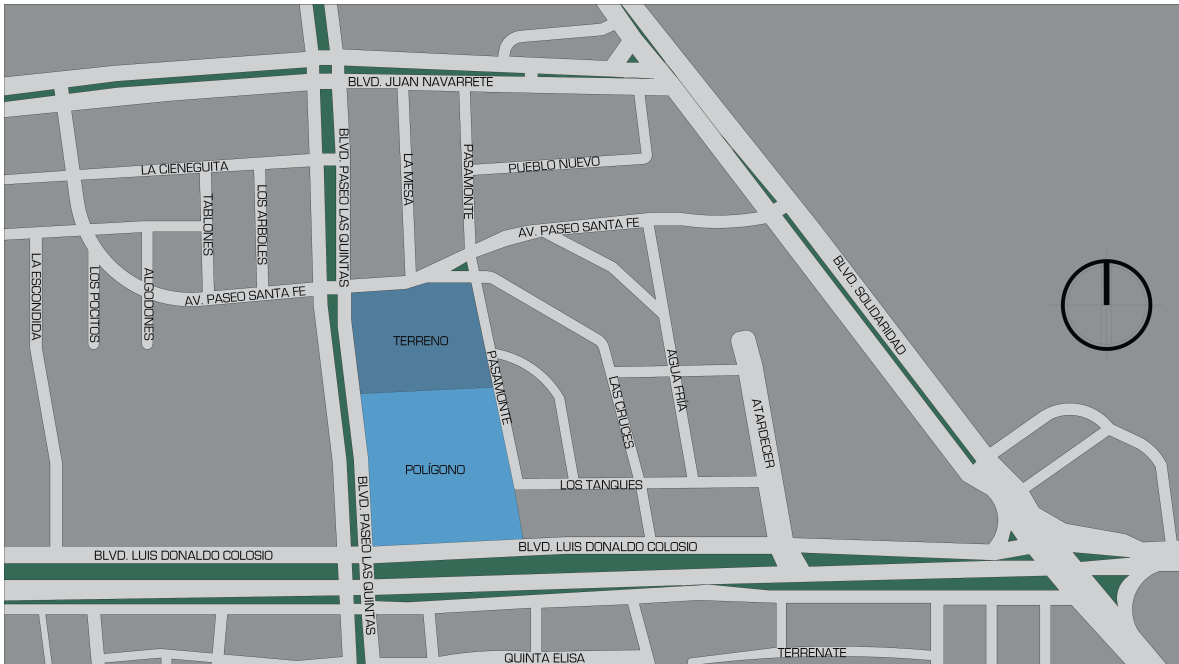 BLVD. JUAN NAVARRETE
BLVD. PASEO LAS QUINTAS
LA MESA
PASAMONTE
PUEBLO NUEVO
LA CIENEGUITA
TABLONES
LOS ARBOLES
AV. PASEO SANTA FE
LA ESCONDIDA
LOS POCITOS
ALGODONES
AV. PASEO SANTA FE
BLVD. SOLIDARIDAD
TERRENO
PASAMONTE
LAS CRUCES
AGUA FRÍA
ATARDECER
POLÍGONO
LOS TANQUES
BLVD. PASEO LAS QUINTAS
BLVD. LUIS DONALDO COLOSIO
BLVD. LUIS DONALDO COLOSIO
QUINTA ELISA
TERRENATE